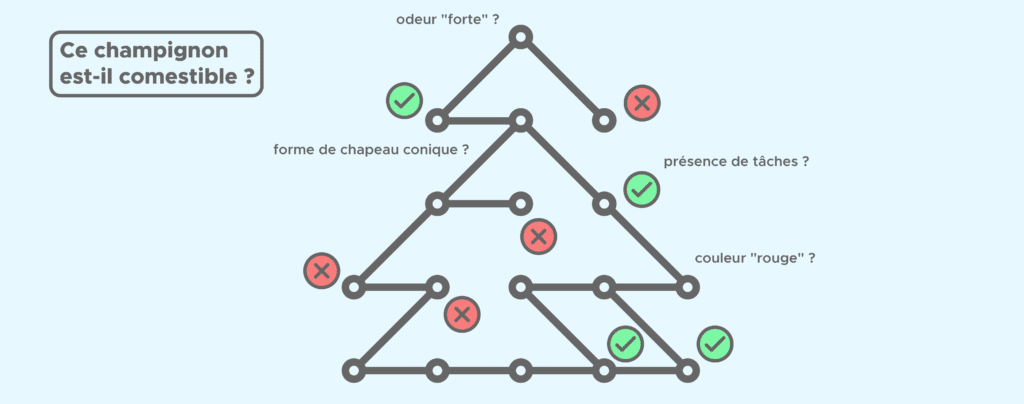 odeur "forte" ?
Ce champignon
est-il comestible ?
forme de chapeau conique ?
présence de tâches ?
couleur "rouge" ?